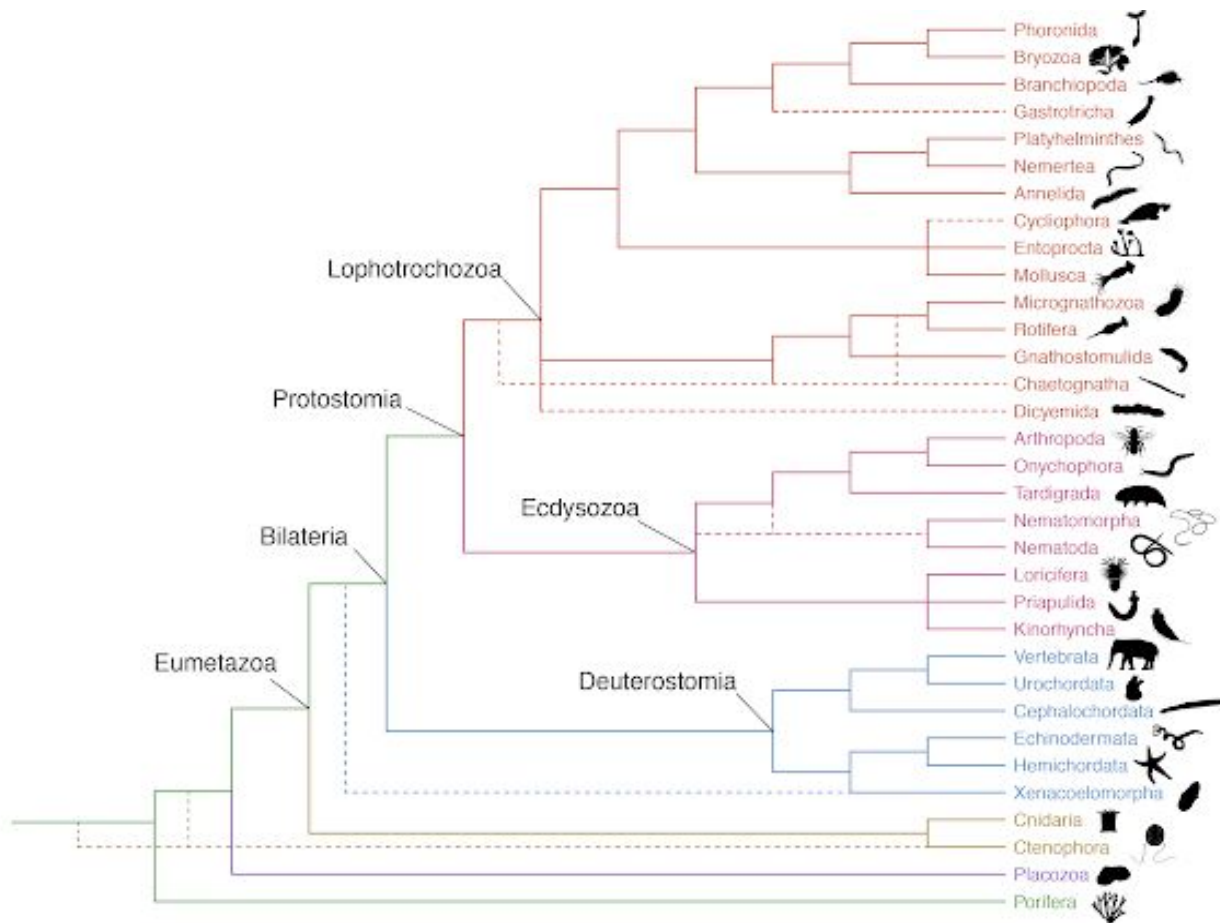 Phoronida
Bryozoa
Branchiopoda
Gastrotricha
Platyhelminthes
Nemertea
Annelida
Cycliophora
Entoprocta
Lophotrochozoa
Mollusca
Micrognathozoa
Rotifera
Gnathostomulida
Chaetognatha
Protostomia
Dicyemida
Arthropoda
Onychophora
Tardigrada
Ecdysozoa
Nematomorpha
Bilateria
Nematoda
Loricifera
Priapulida
Kinorhyncha
Vertebrata
Eumetazoa
Deuterostomia
Urochordata
Cephalochordata
Echinodermata
Hemichordata
Xenacoelomorpha
Cnidaria
Ctenophora
Placozoa
Porifera